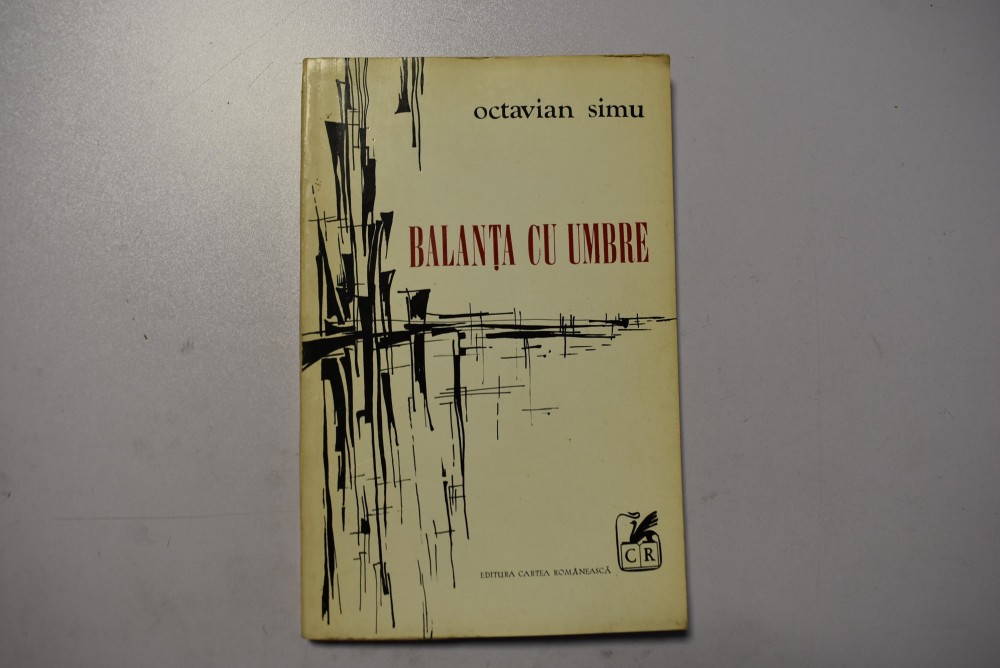 octavian simu
BALANȚA CU UMBRE
EDITURA CARTEA ROMÂNEASCĂ
CR